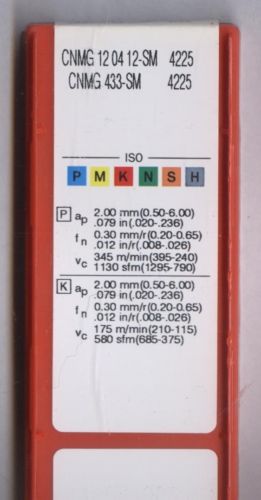 CNMG 12 04 12-SM 4225
CNMG 433-SM 4225
ISO
P M K N S H
P ap 2.00 mm(0.50-6.00)
.079 in(.020-.236)
fn 0.30 mm/r(0.20-0.65)
.012 in/r(.008-.026)
vc 345 m/min(395-240)
1130 sfm(1295-790)
K ap 2.00 mm(0.50-6.00)
.079 in(.020-.236)
fn 0.30 mm/r(0.20-0.65)
.012 in/r(.008-.026)
vc 175 m/min(210-115)
580 sfm(685-375)